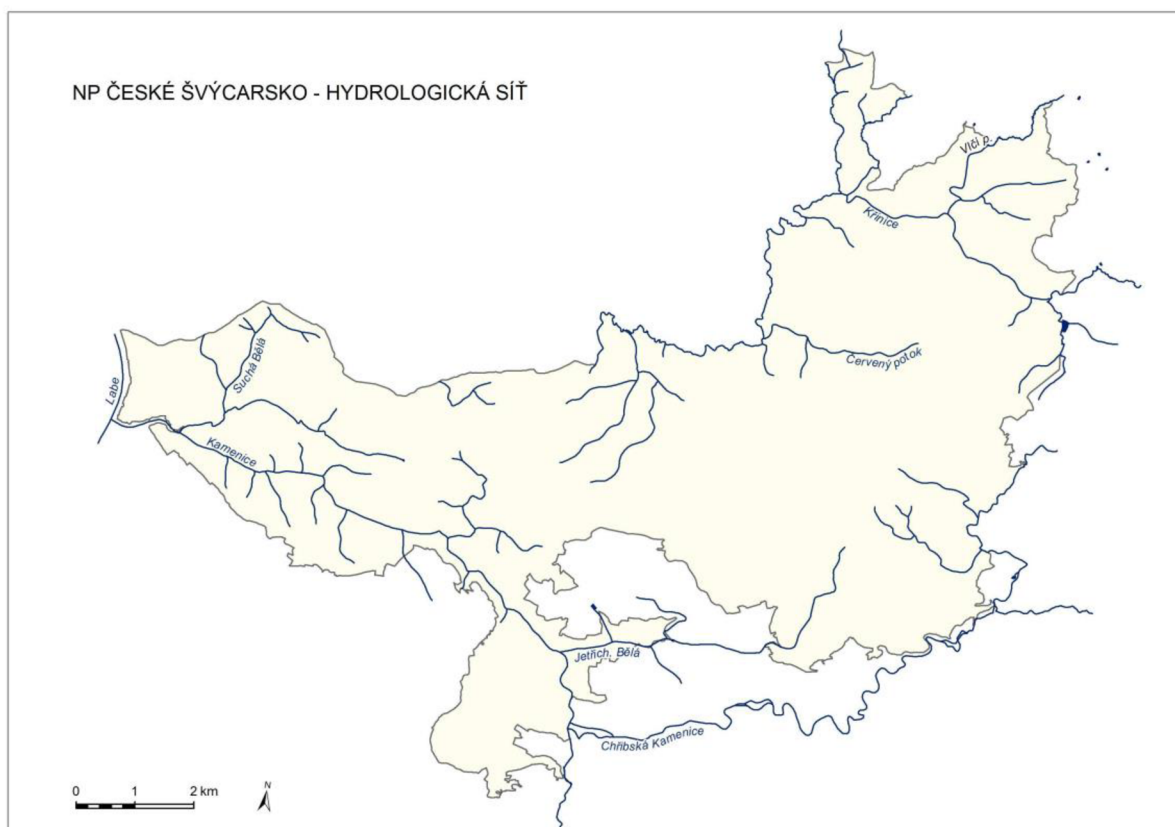 NP ČESKÉ ŠVÝCARSKO - HYDROLOGICKÁ SÍŤ
Vlčí p.
Křinice
Červený potok
Suchá Bělá
Labe
Kamenice
Jetřich. Bělá
Chřibská Kamenice
0 1 2 km
N